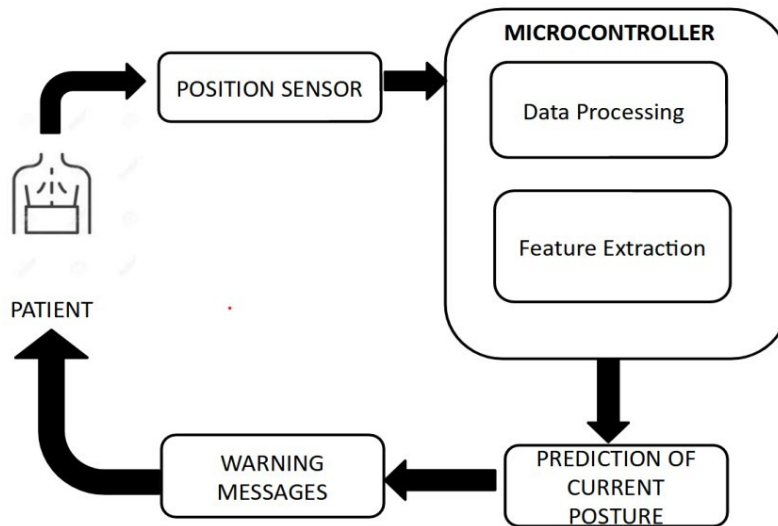 MICROCONTROLLER
POSITION SENSOR
Data Processing
Feature Extraction
PATIENT
WARNING
MESSAGES
PREDICTION OF
CURRENT
POSTURE